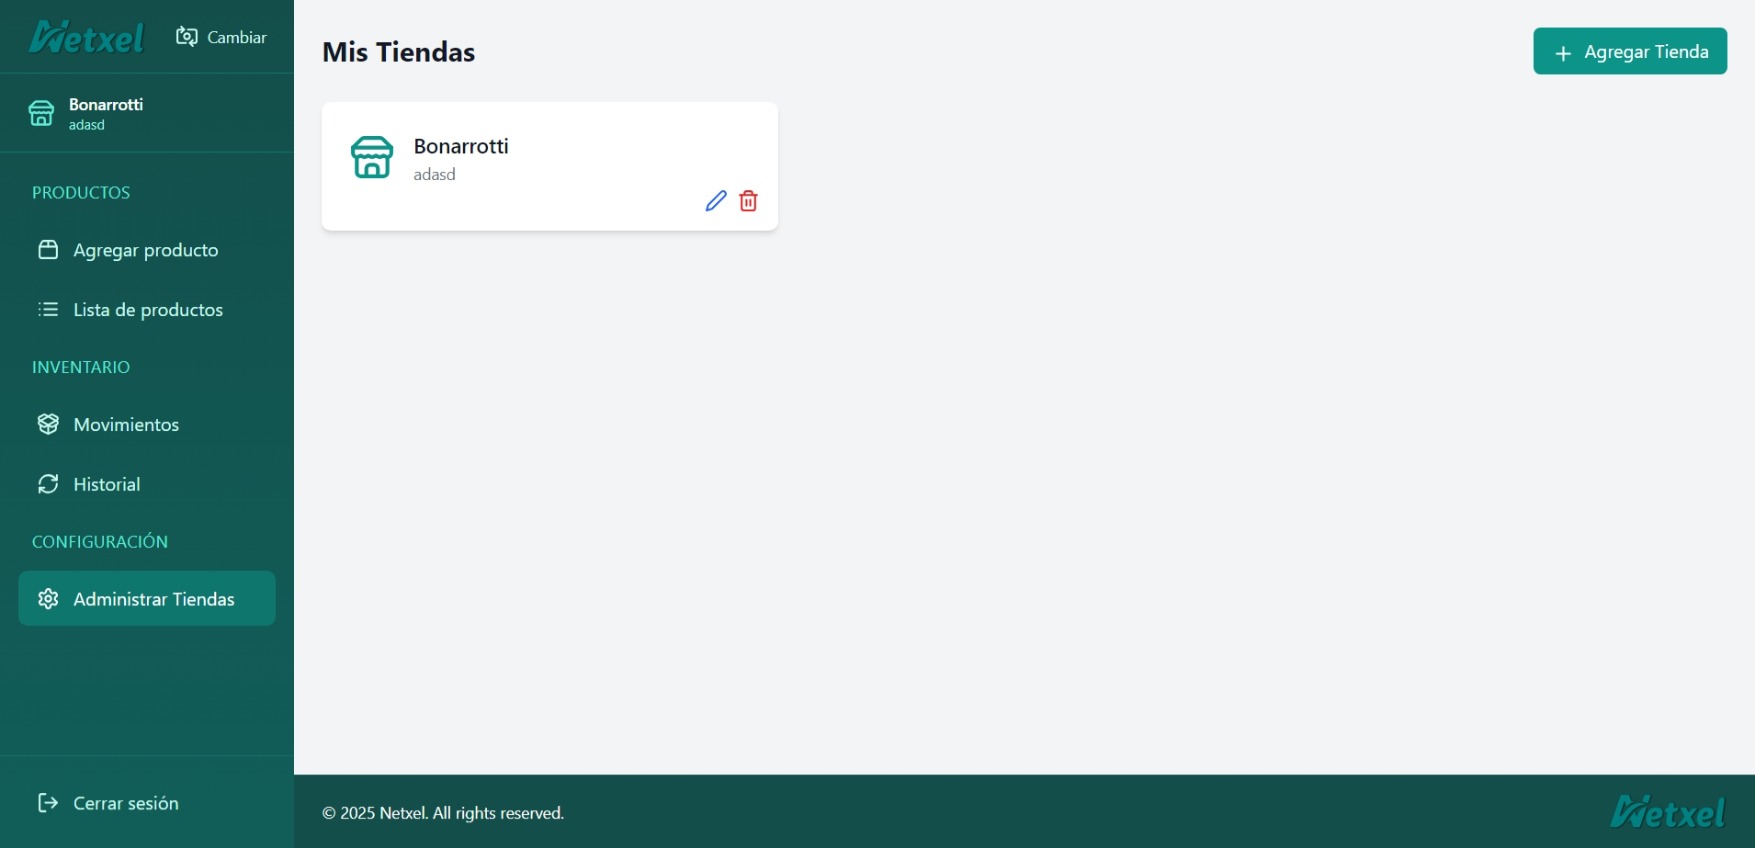 Netxel
Cambiar
Bonarrotti
adasd
PRODUCTOS
Agregar producto
Lista de productos
INVENTARIO
Movimientos
Historial
CONFIGURACIÓN
Administrar Tiendas
Cerrar sesión
Mis Tiendas
Agregar Tienda
Bonarrotti
adasd
© 2025 Netxel. All rights reserved.
Netxel